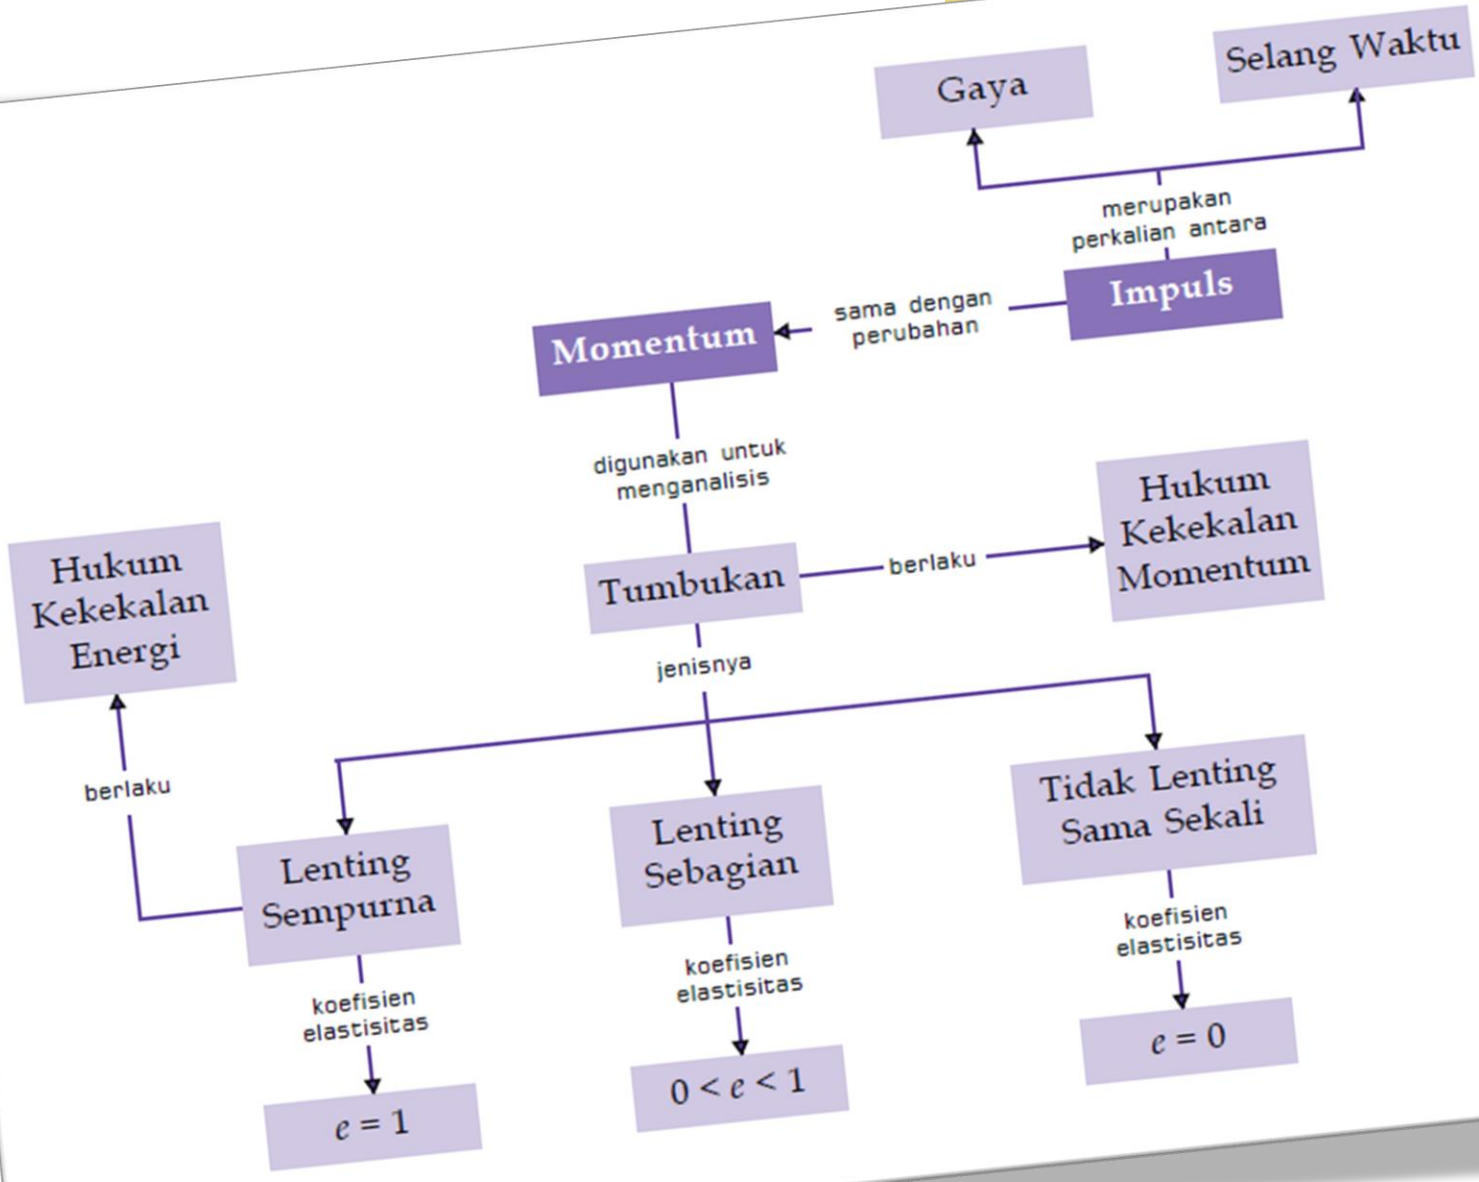 Gaya
Selang Waktu
merupakan
perkalian antara
Impuls
sama dengan
perubahan
Momentum
digunakan untuk
menganalisis
Hukum
Kekekalan
Momentum
berlaku
Tumbukan
Hukum
Kekekalan
Energi
jenisnya
berlaku
Lenting
Sempurna
Lenting
Sebagian
Tidak Lenting
Sama Sekali
koefisien
elastisitas
koefisien
elastisitas
koefisien
elastisitas
e = 1
0 < e < 1
e = 0